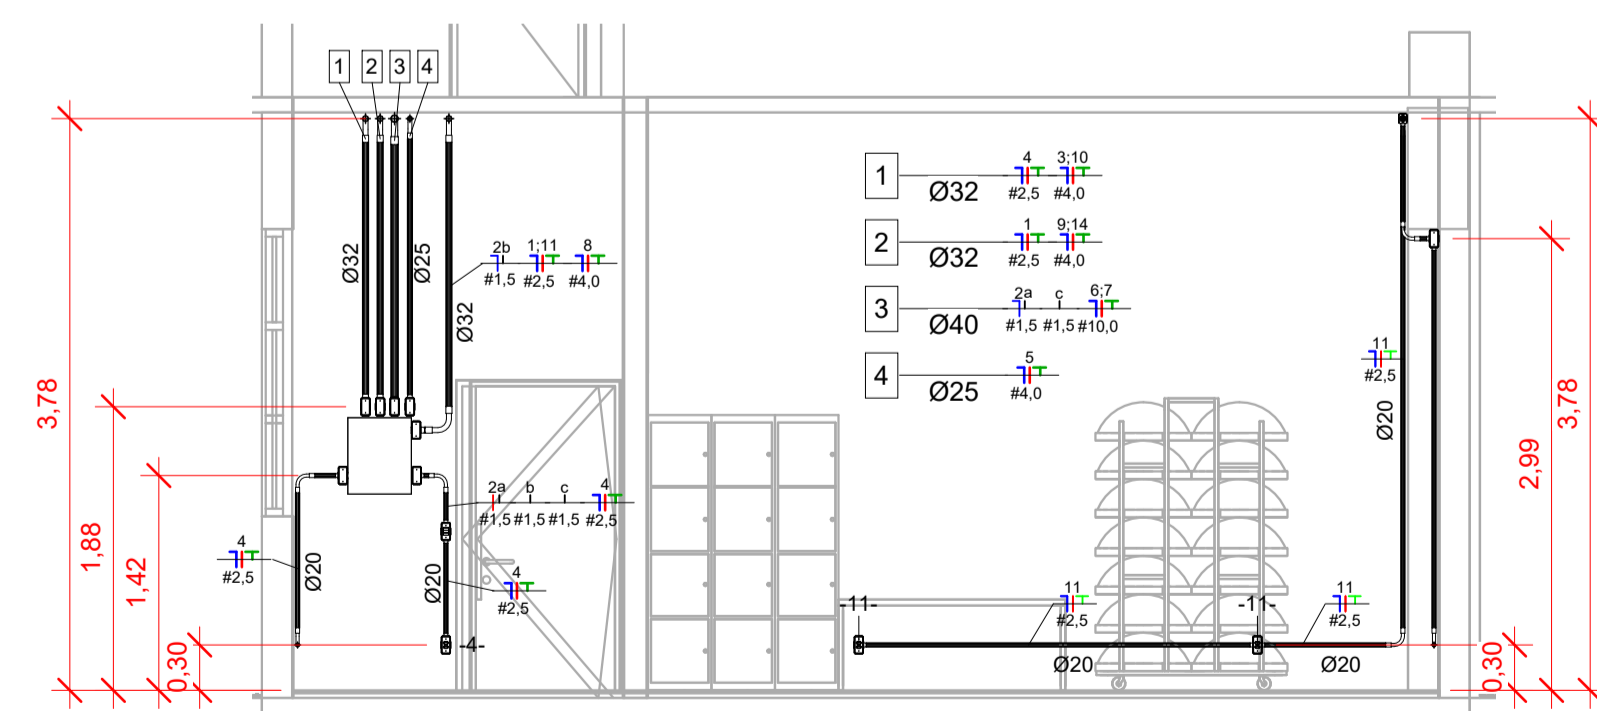 1 2 3 4
4 3;10
1 Ø32 #2,5 #4,0
1 9;14
2 Ø32 #2,5 #4,0
2a c 6;7
3 Ø40 #1,5 #1,5 #10,0
5
4 Ø25 #4,0
Ø32 Ø25
2b 1;11 8
#1,5 #2,5 #4,0
Ø32
11
#2,5
Ø20
3,78
1,88
1,42
0,30
3,78
2,99
0,30
2a b c 4
#1,5 #1,5 #1,5 #2,5
4
#2,5
Ø20
Ø20
4
#2,5
-4-
-11-
11
#2,5
Ø20
-11-
11
#2,5
Ø20